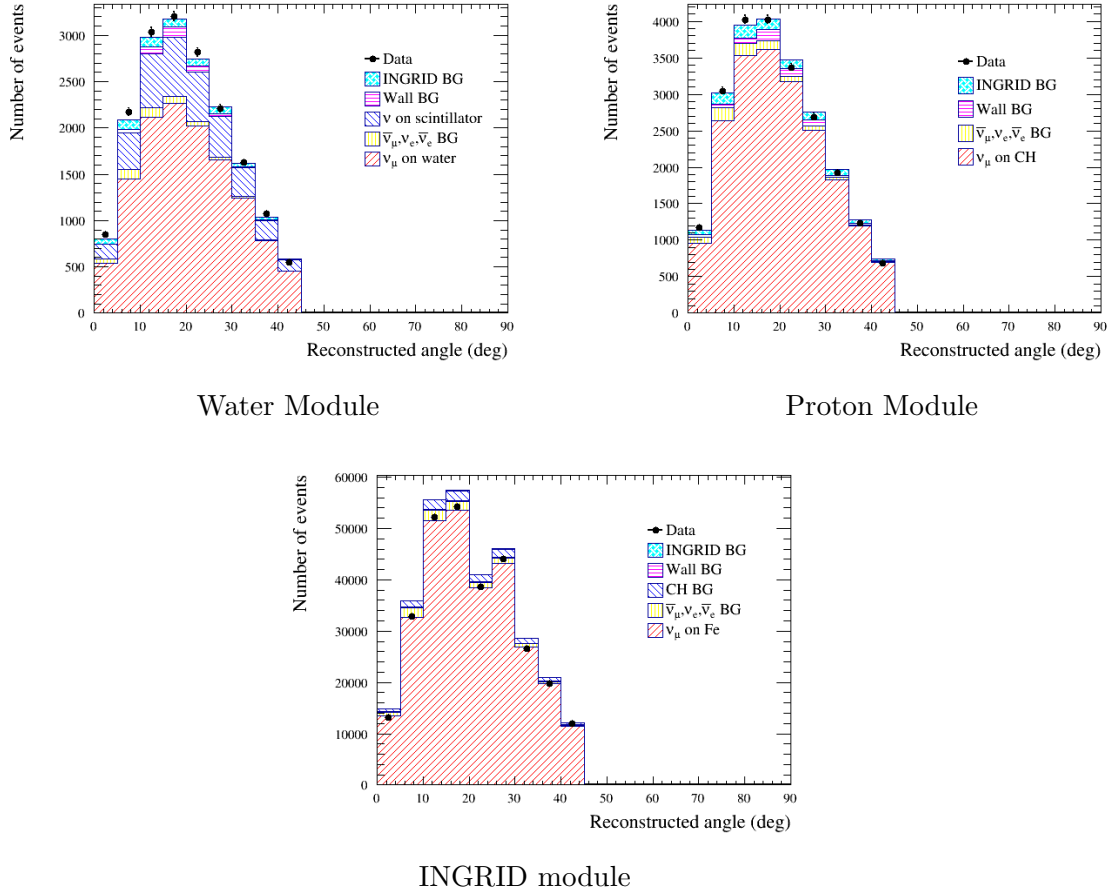 Number of events
3000
2500
2000
1500
1000
500
0
0 10 20 30 40 50 60 70 80 90
Reconstructed angle (deg)
Data
INGRID BG
Wall BG
ν on scintillator
ν̅μ,νe,ν̅e BG
νμ on water
Water Module
Number of events
4000
3500
3000
2500
2000
1500
1000
500
0
0 10 20 30 40 50 60 70 80 90
Reconstructed angle (deg)
Data
INGRID BG
Wall BG
ν̅μ,νe,ν̅e BG
νμ on CH
Proton Module
Number of events
60000
50000
40000
30000
20000
10000
0
0 10 20 30 40 50 60 70 80 90
Reconstructed angle (deg)
Data
INGRID BG
Wall BG
CH BG
ν̅μ,νe,ν̅e BG
νμ on Fe
INGRID module